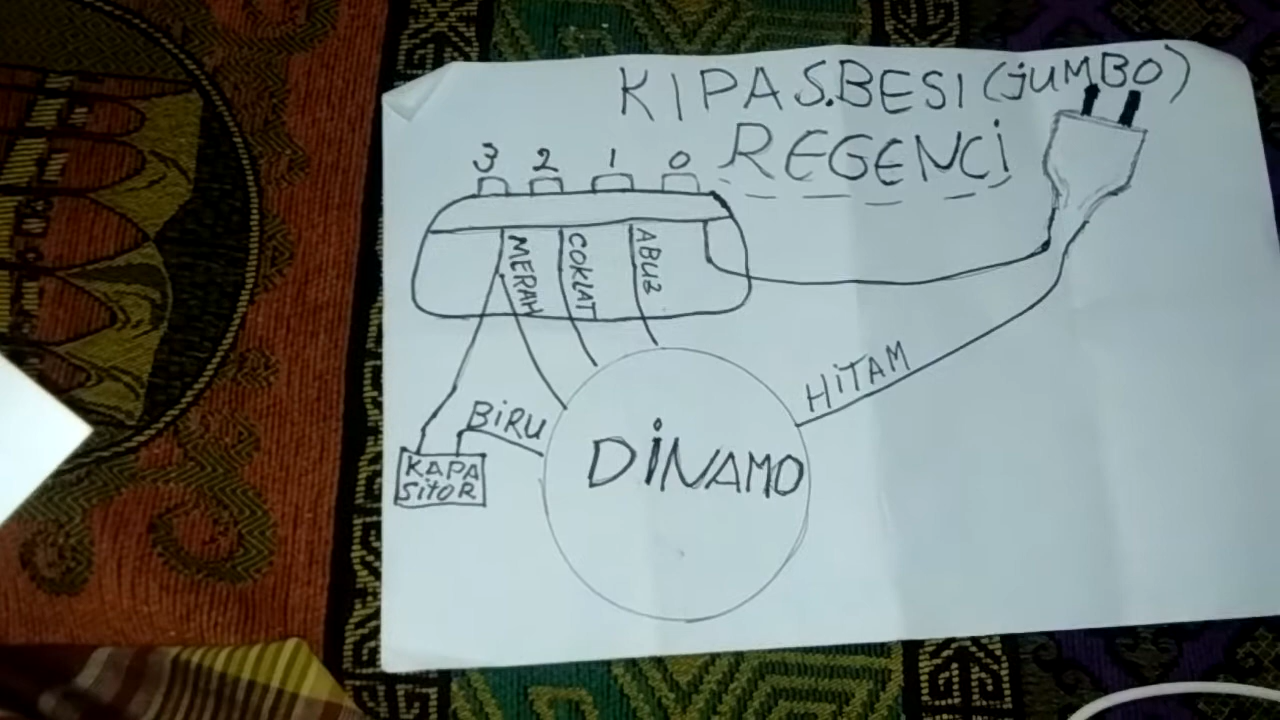 KIPAS.BESI (jUMBO)
REGENCi
3 2 1 0
MERAH
COKLAT
ABU2
HiTAM
BiRU
KAPA
SitOR
DiNAMO